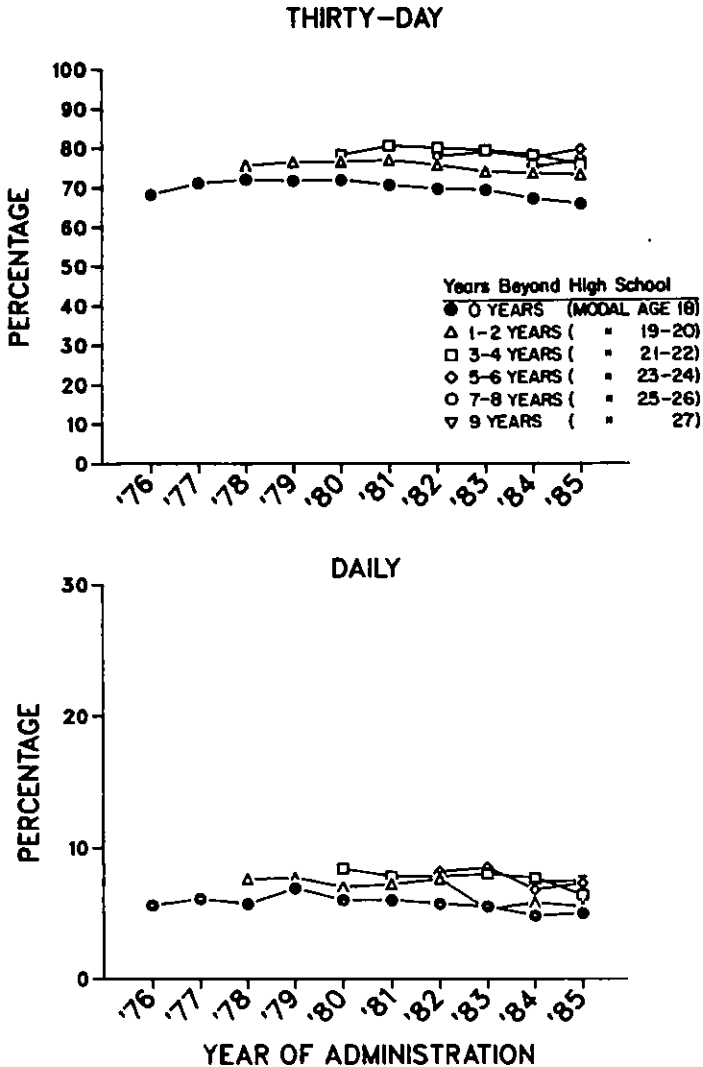 THIRTY-DAY
PERCENTAGE
100
90
80
70
60
50
40
30
20
10
0
Years Beyond High School
● 0 YEARS (MODAL AGE 18)
△ 1-2 YEARS ( " 19-20)
□ 3-4 YEARS ( " 21-22)
◇ 5-6 YEARS ( " 23-24)
○ 7-8 YEARS ( " 25-26)
▽ 9 YEARS ( " 27)
'76 '77 '78 '79 '80 '81 '82 '83 '84 '85
DAILY
PERCENTAGE
30
20
10
0
'76 '77 '78 '79 '80 '81 '82 '83 '84 '85
YEAR OF ADMINISTRATION